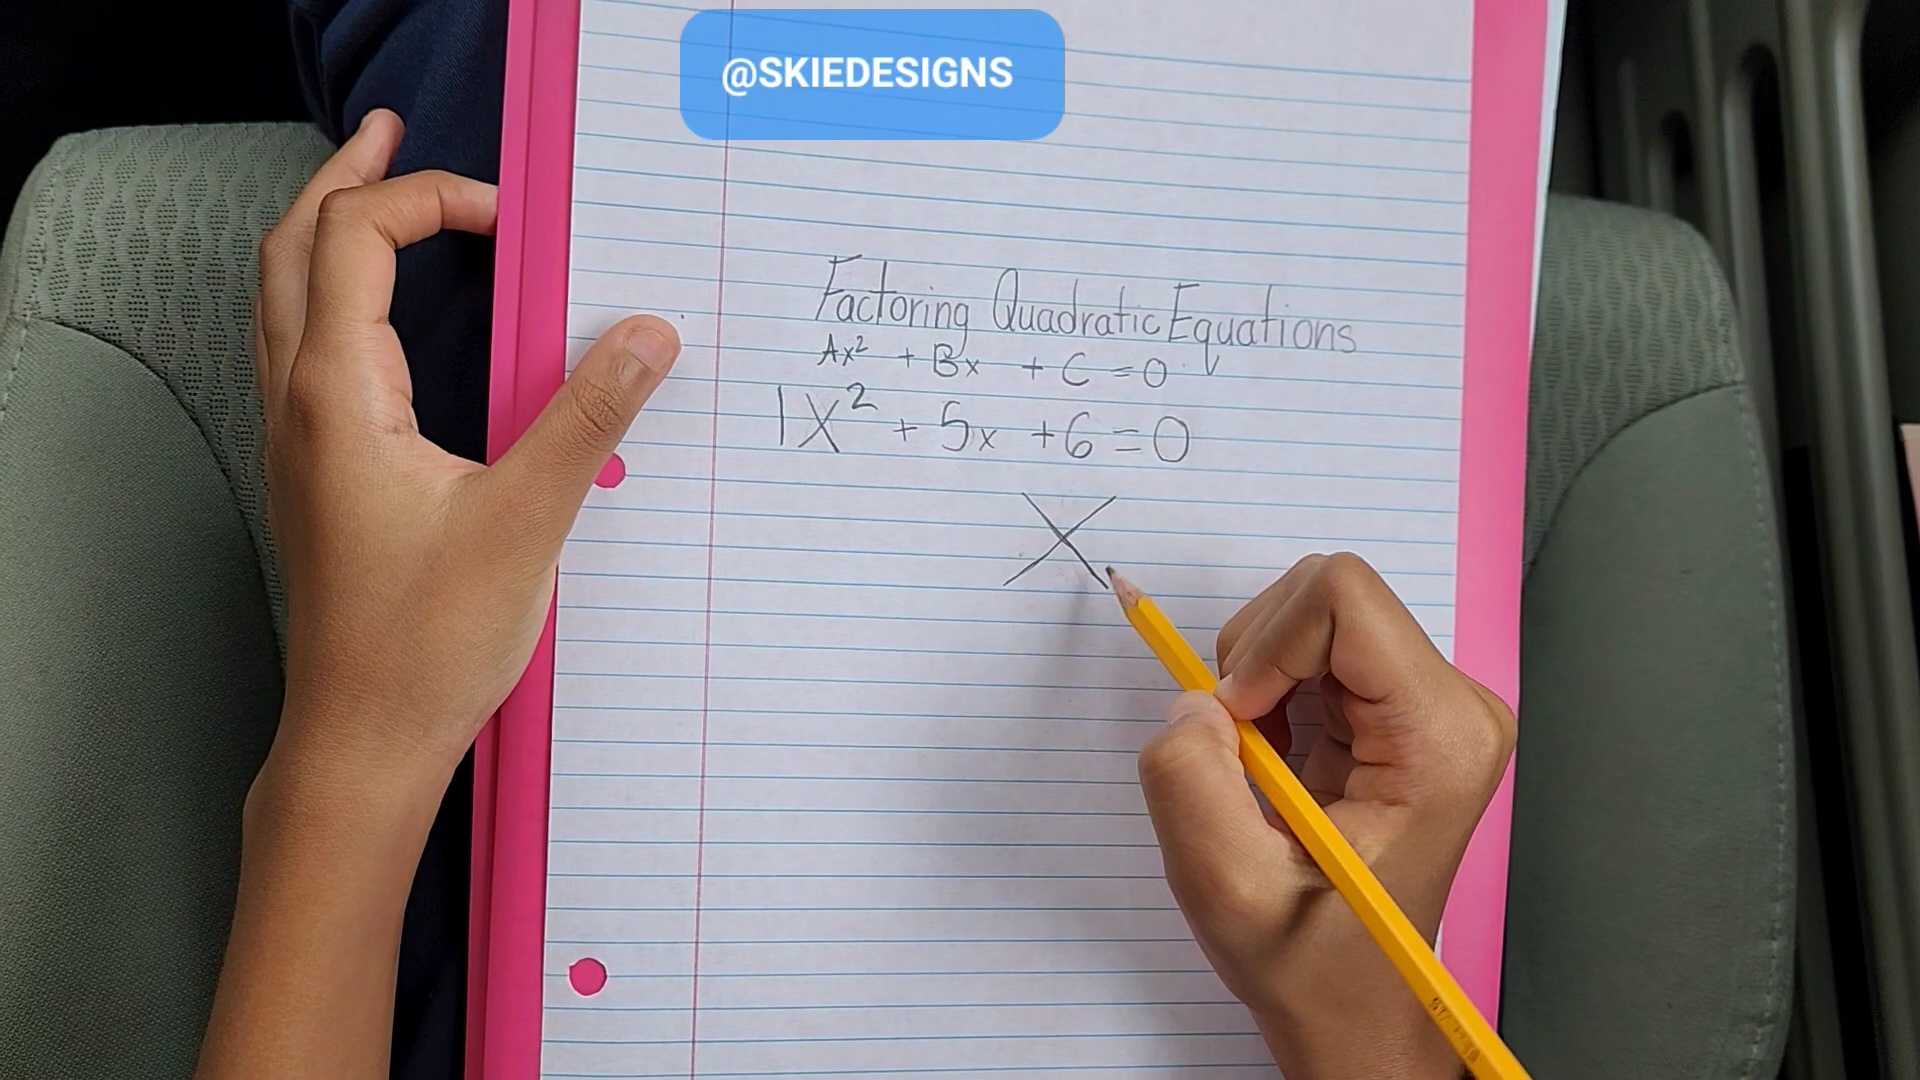 @SKIEDESIGNS
Factoring Quadratic Equations
Ax² + Bx + C = 0
1x² + 5x + 6 = 0